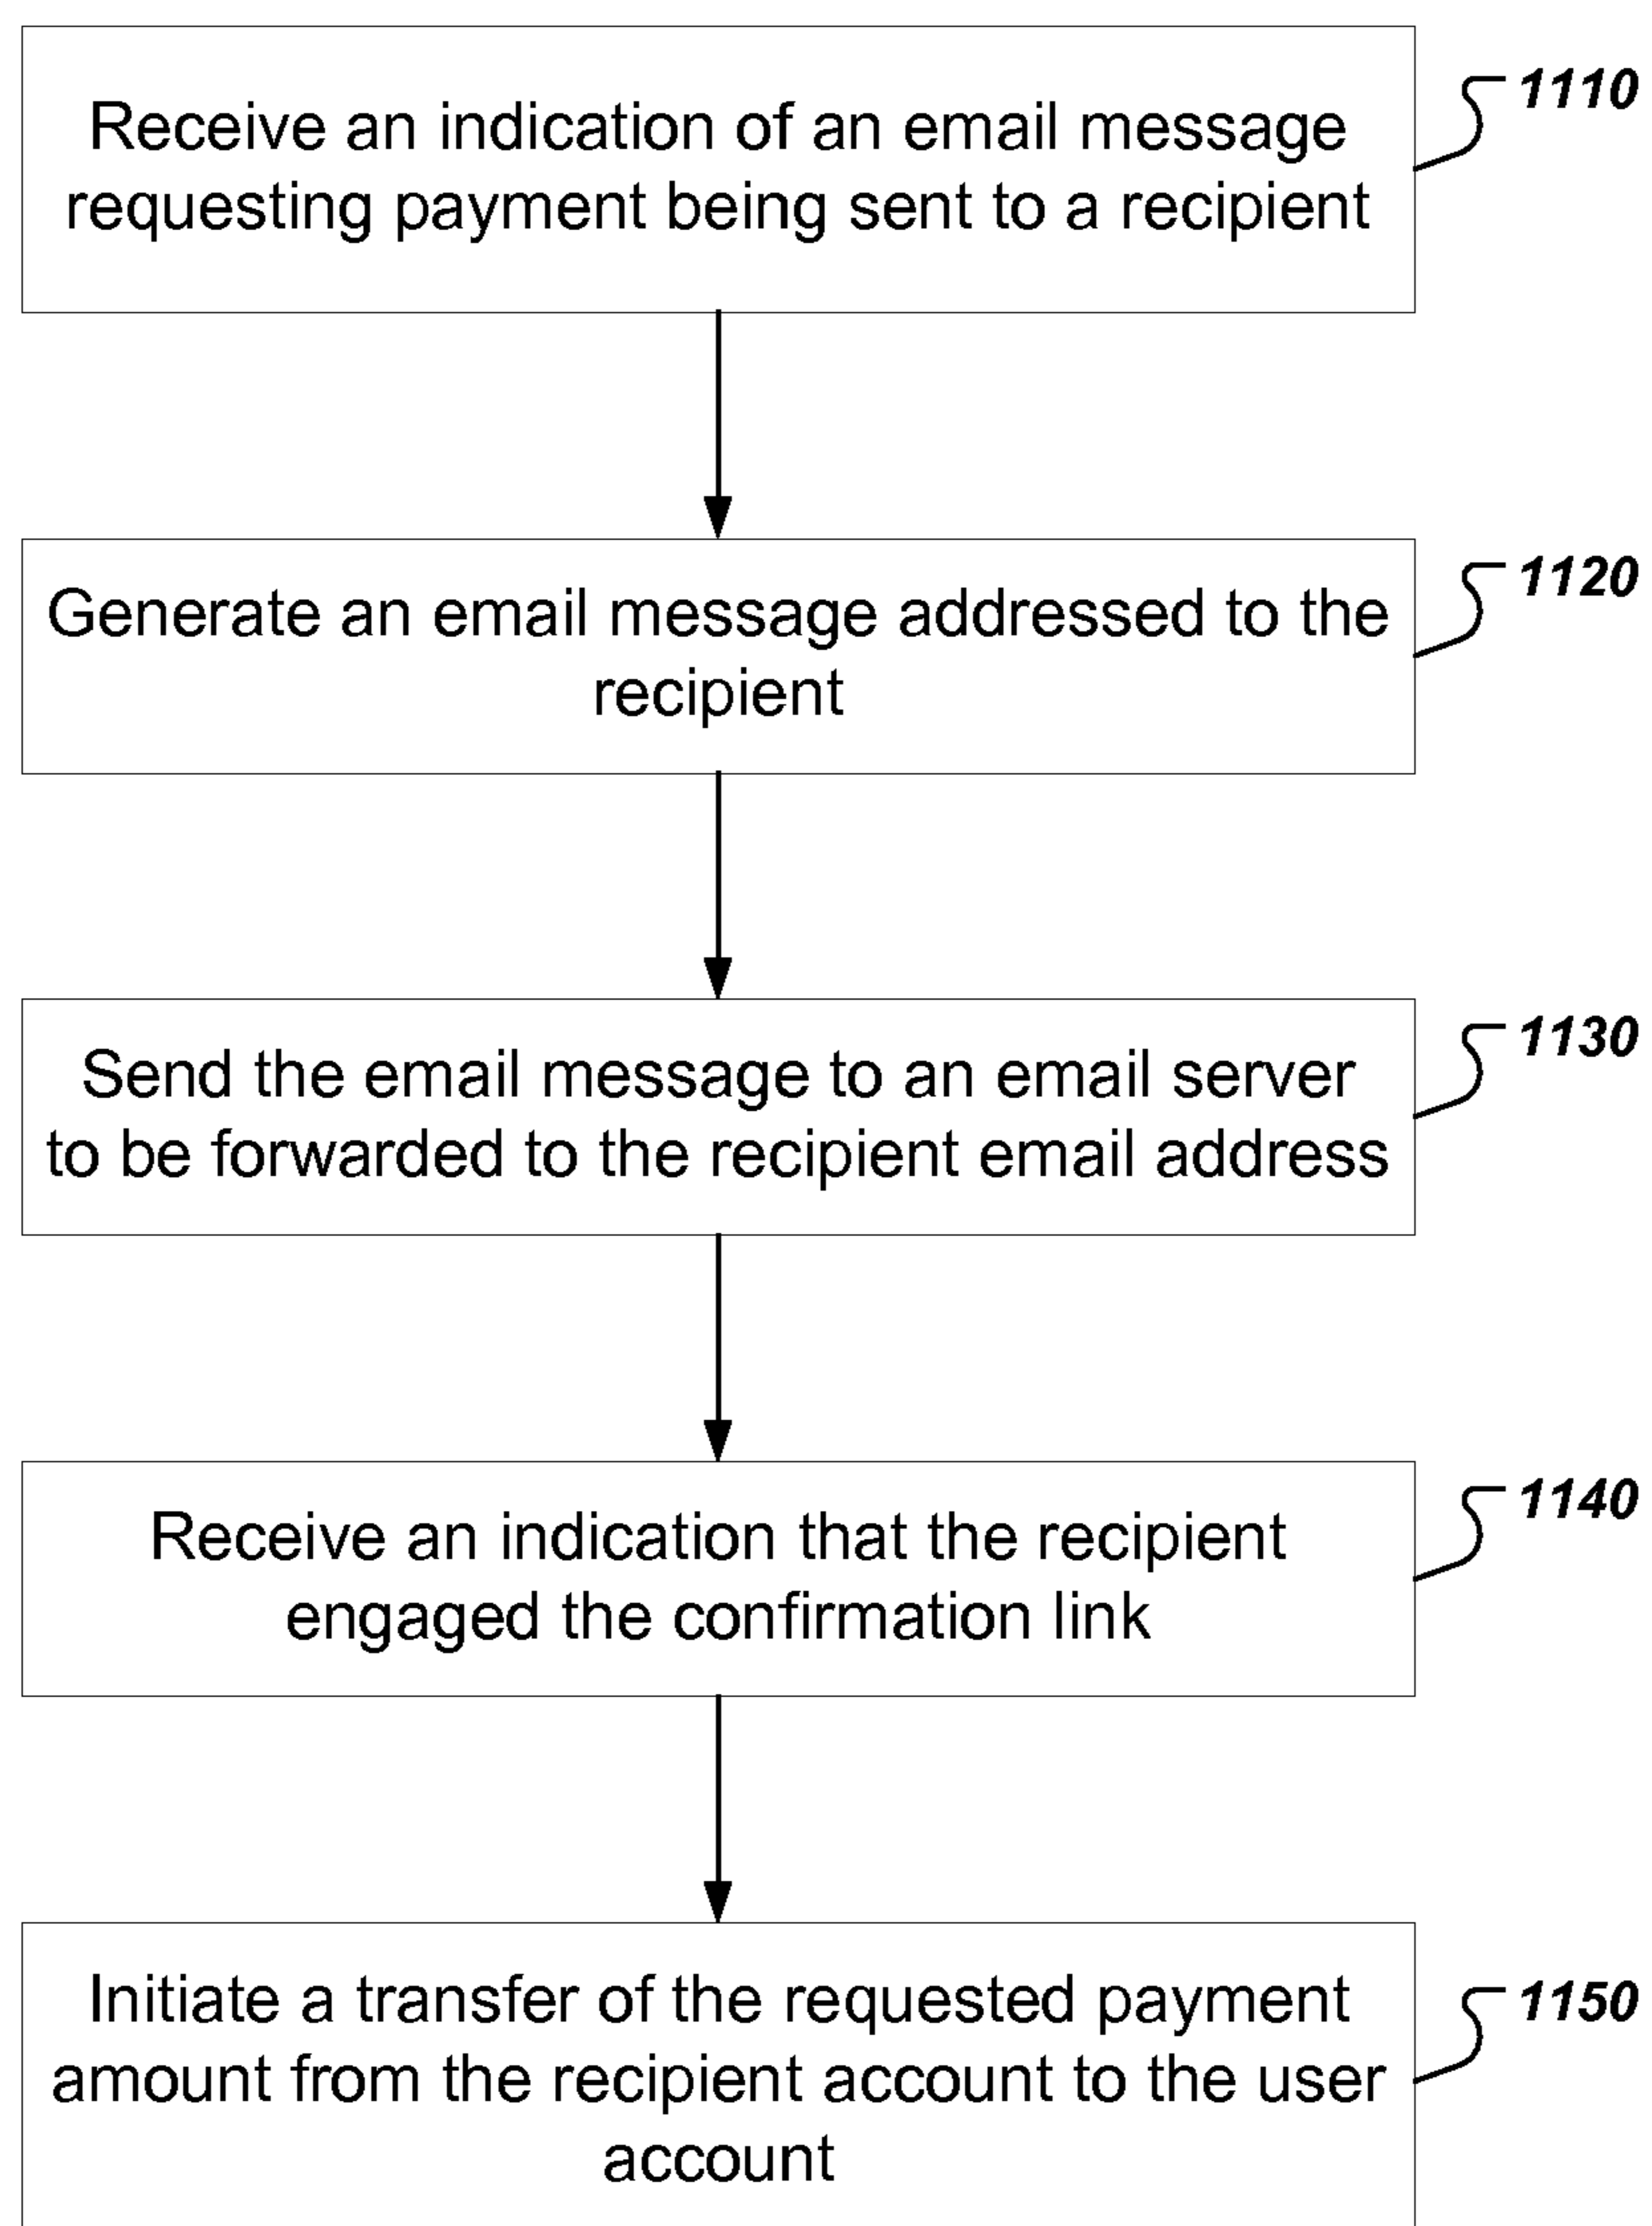 Receive an indication of an email message
requesting payment being sent to a recipient
1110
Generate an email message addressed to the
recipient
1120
Send the email message to an email server
to be forwarded to the recipient email address
1130
Receive an indication that the recipient
engaged the confirmation link
1140
Initiate a transfer of the requested payment
amount from the recipient account to the user
account
1150